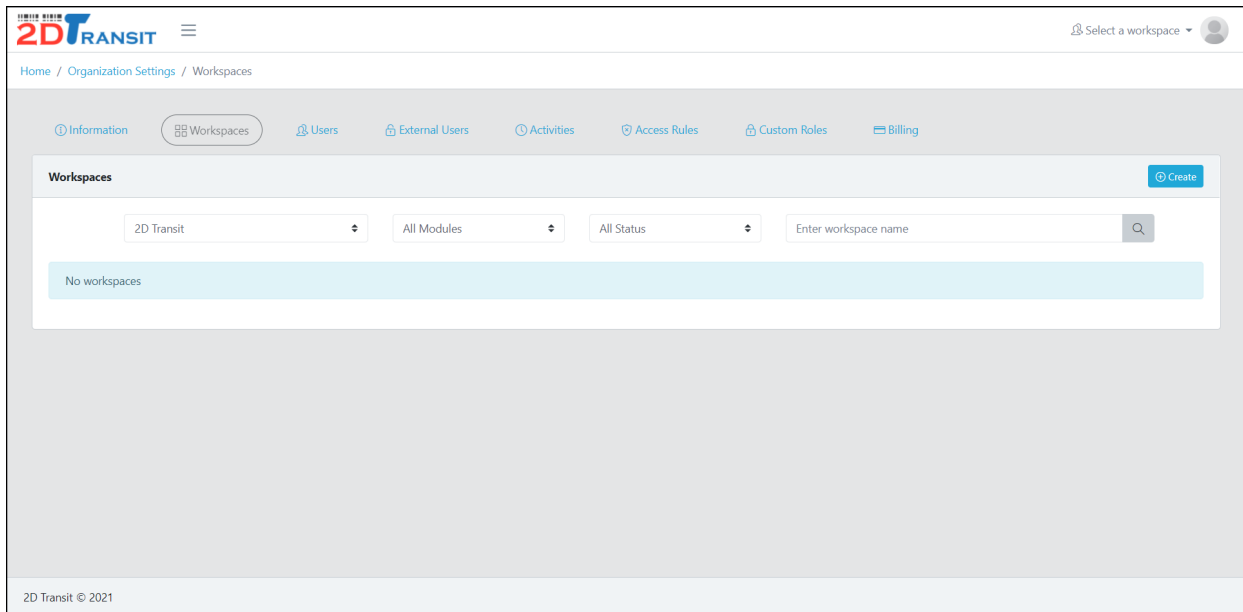 2DTRANSIT
Select a workspace
Home / Organization Settings / Workspaces
Information Workspaces Users External Users Activities Access Rules Custom Roles Billing
Workspaces Create
2D Transit All Modules All Status Enter workspace name
No workspaces
2D Transit © 2021